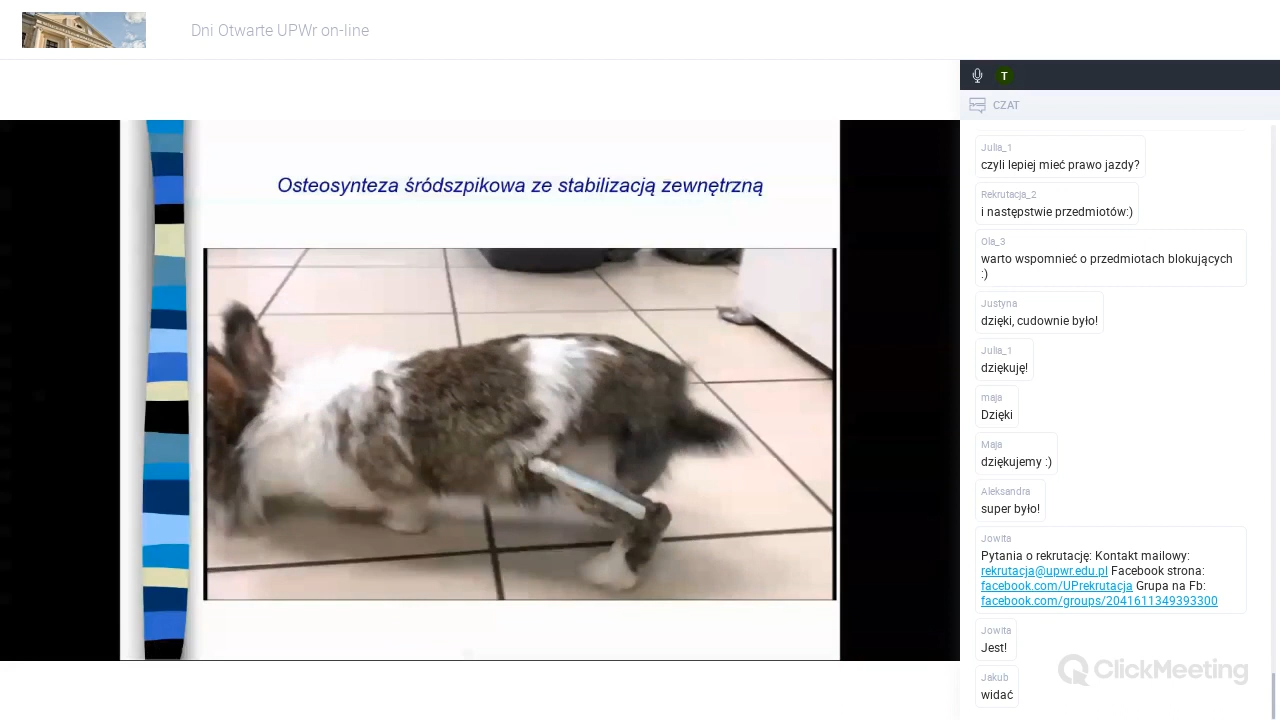 Dni Otwarte UPWr on-line
T
CZAT
Osteosynteza śródszpikowa ze stabilizacją zewnętrzną
Julia_1
czyli lepiej mieć prawo jazdy?
Rekrutacja_2
i następstwie przedmiotów:)
Ola_3
warto wspomnieć o przedmiotach blokujących
:)
Justyna
dzięki, cudownie było!
Julia_1
dziękuję!
maja
Dzięki
Maja
dziękujemy :)
Aleksandra
super było!
Jowita
Pytania o rekrutację: Kontakt mailowy:
rekrutacja@upwr.edu.pl Facebook strona:
facebook.com/UPrekrutacja Grupa na Fb:
facebook.com/groups/2041611349393300
Jowita
Jest!
Jakub
widać
ClickMeeting